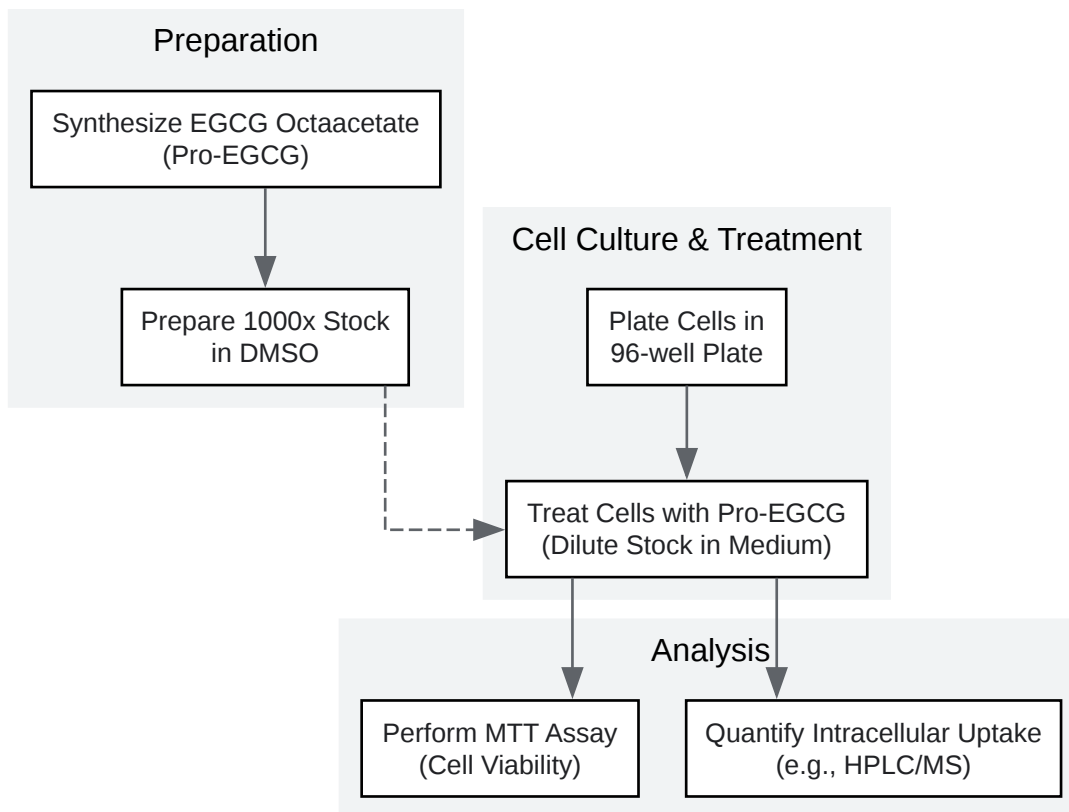 Preparation
Synthesize EGCG Octaacetate
(Pro-EGCG)
Prepare 1000x Stock
in DMSO
Cell Culture & Treatment
Plate Cells in
96-well Plate
Treat Cells with Pro-EGCG
(Dilute Stock in Medium)
Analysis
Perform MTT Assay
(Cell Viability)
Quantify Intracellular Uptake
(e.g., HPLC/MS)